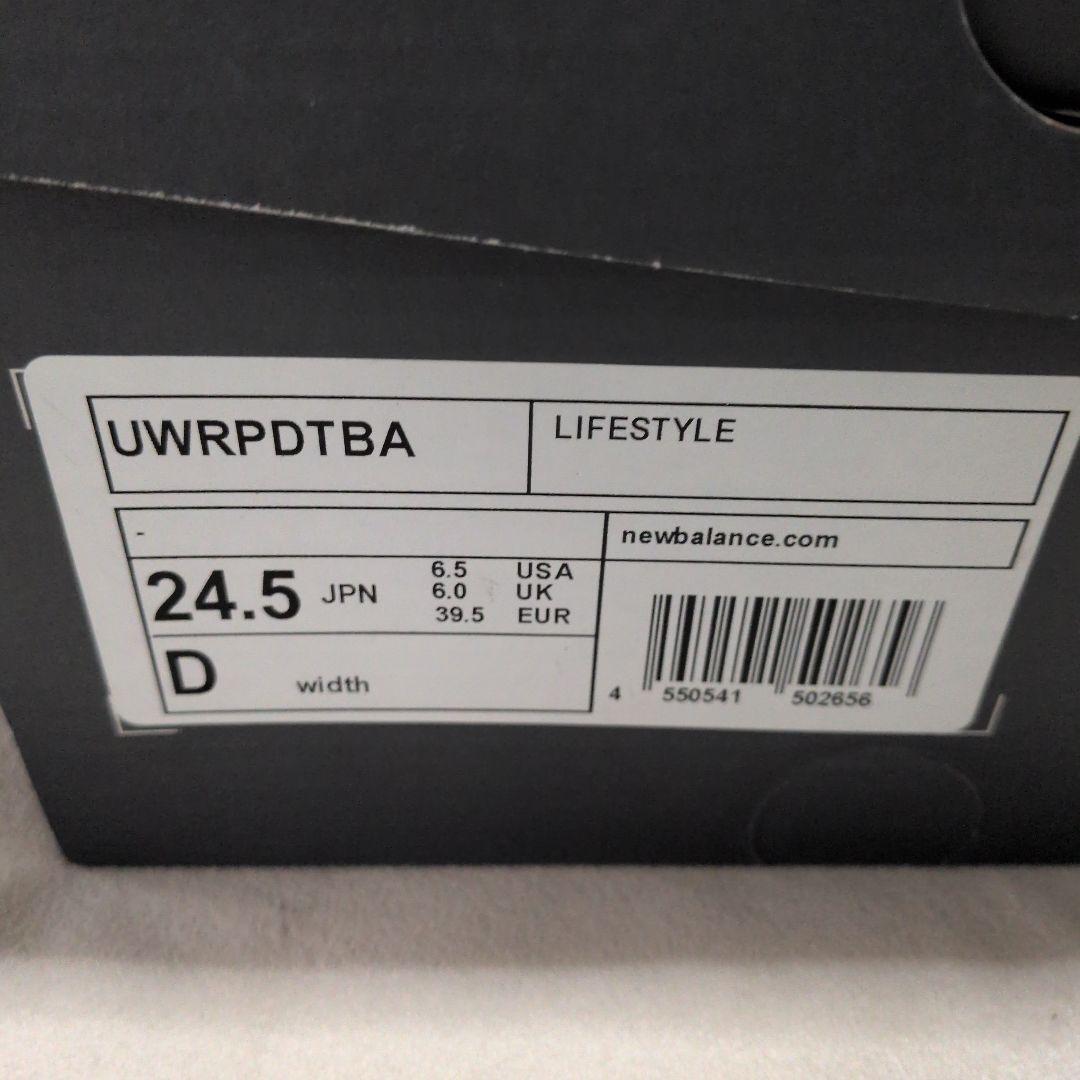 UWRPDTBA
LIFESTYLE
-
newbalance.com
24.5 JPN
6.5 USA
6.0 UK
39.5 EUR
D width
4 550541 502656